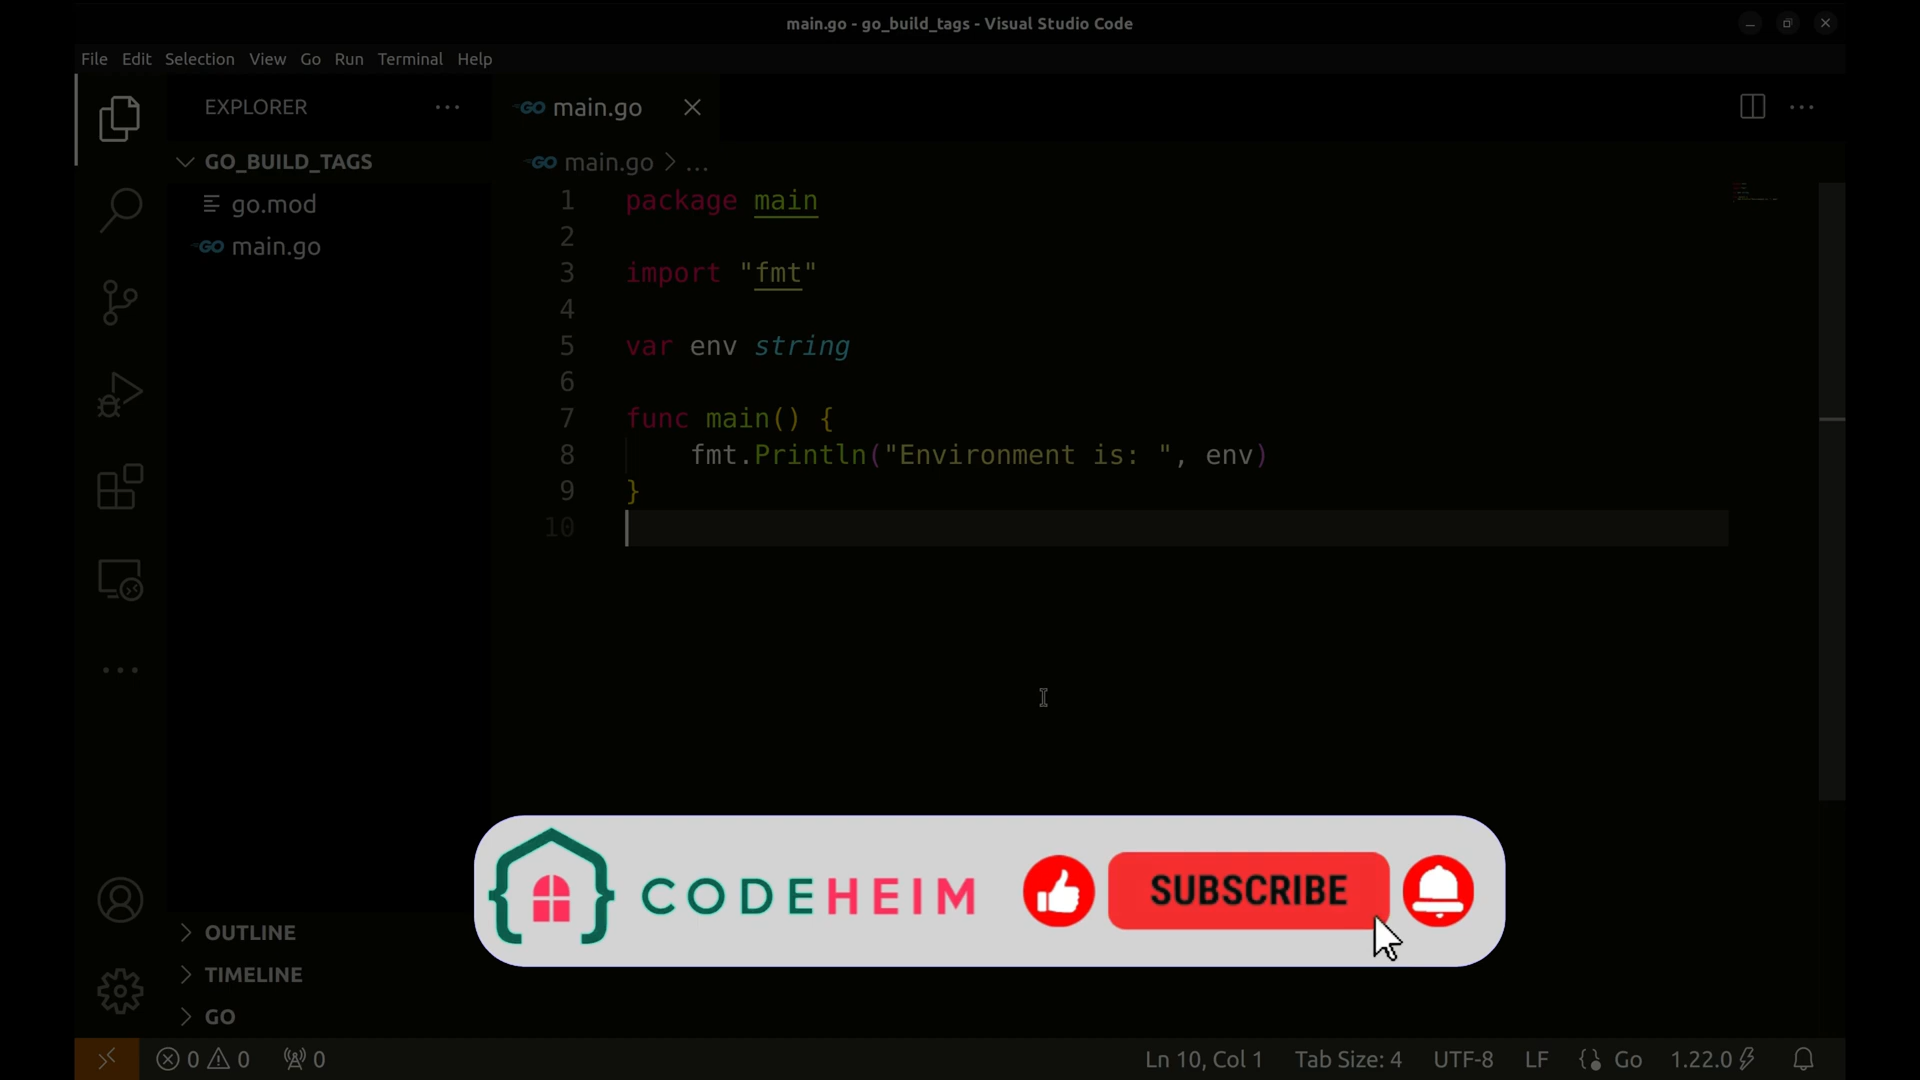 main.go - go_build_tags - Visual Studio Code
File Edit Selection View Go Run Terminal Help
EXPLORER
GO main.go
GO_BUILD_TAGS
GO main.go > ...
go.mod
GO main.go
1 package main
2
3 import "fmt"
4
5 var env string
6
7 func main() {
8 fmt.Println("Environment is: ", env)
9 }
10
CODEHEIM
SUBSCRIBE
OUTLINE
TIMELINE
GO
0 0 0
Ln 10, Col 1 Tab Size: 4 UTF-8 LF Go 1.22.0